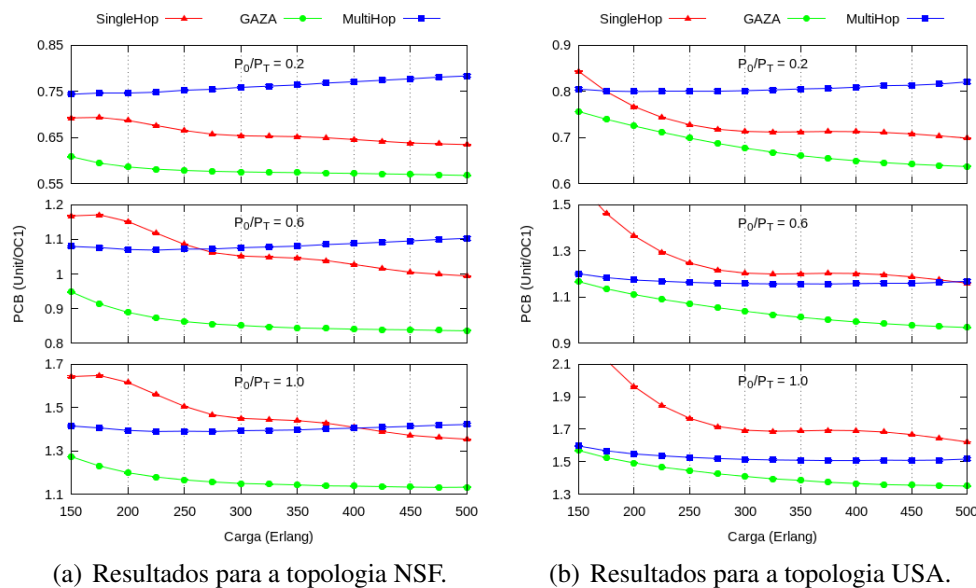 SingleHop GAZA MultiHop
0.85
0.75
0.65
0.55
P0/PT = 0.2
1.2
1.1
1
0.9
0.8
P0/PT = 0.6
PCB (Unit/OC1)
1.7
1.5
1.3
1.1
P0/PT = 1.0
150 200 250 300 350 400 450 500
Carga (Erlang)
(a) Resultados para a topologia NSF.
SingleHop GAZA MultiHop
0.9
0.8
0.7
0.6
P0/PT = 0.2
1.5
1.3
1.1
0.9
P0/PT = 0.6
PCB (Unit/OC1)
2.1
1.9
1.7
1.5
1.3
P0/PT = 1.0
150 200 250 300 350 400 450 500
Carga (Erlang)
(b) Resultados para a topologia USA.